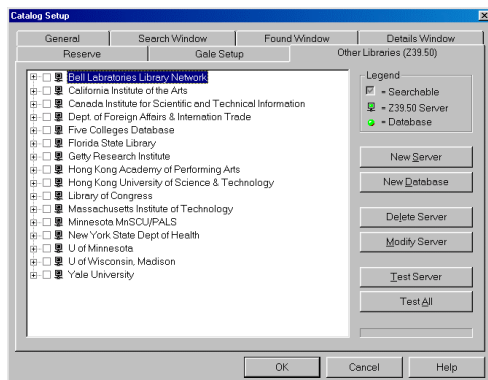 Catalog Setup
General
Search Window
Found Window
Details Window
Reserve
Gale Setup
Other Libraries (Z39.50)
Bell Labratories Library Network
California Institute of the Arts
Canada Institute for Scientific and Technical Information
Dept. of Foreign Affairs & Internation Trade
Five Colleges Database
Florida State Library
Getty Research Institute
Hong Kong Academy of Performing Arts
Hong Kong University of Science & Technology
Library of Congress
Massachusetts Institute of Technology
Minnesota MnSCU/PALS
New York State Dept of Health
U of Minnesota
U of Wisconsin, Madison
Yale University
Legend
= Searchable
= Z39.50 Server
= Database
New Server
New Database
Delete Server
Modify Server
Test Server
Test All
OK
Cancel
Help